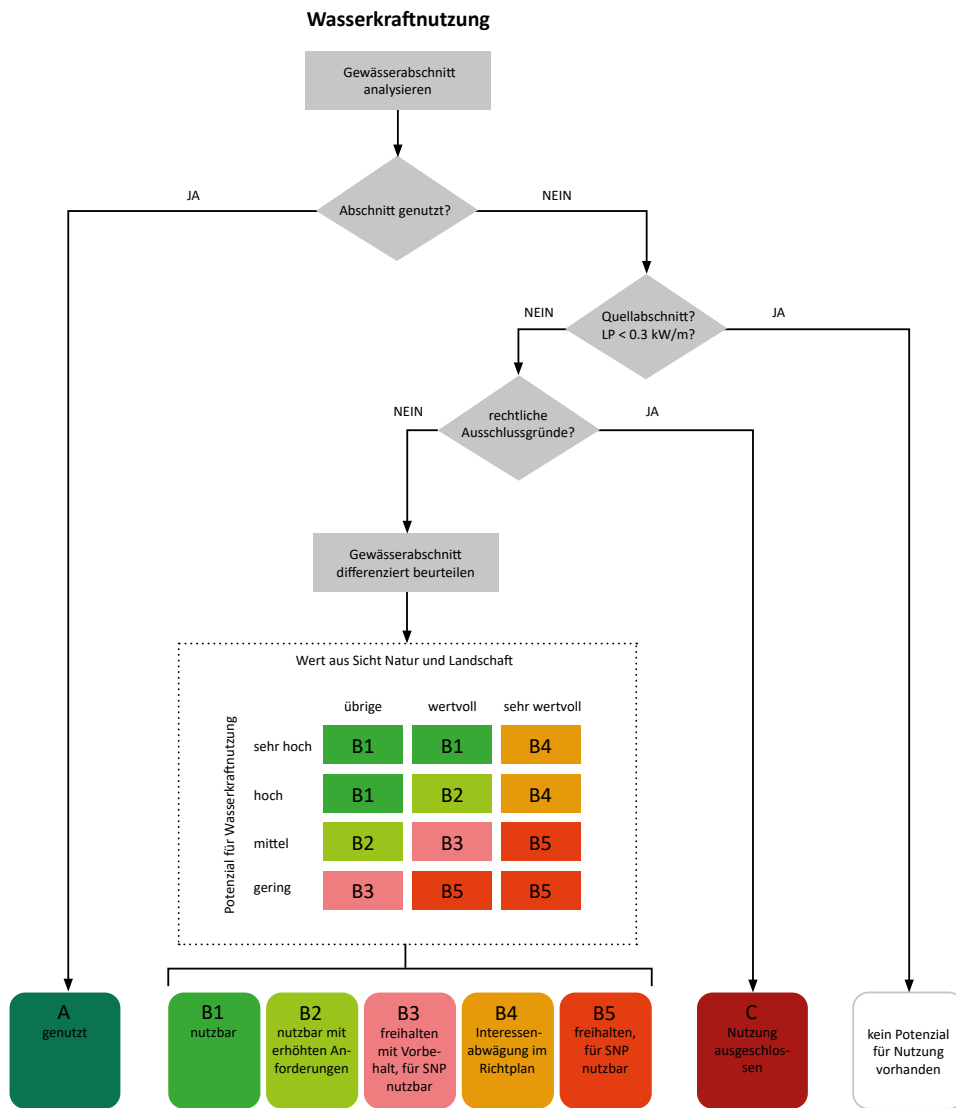 Wasserkraftnutzung
Gewässerabschnitt
analysieren
JA
NEIN
Abschnitt genutzt?
NEIN
Quellabschnitt?
LP < 0.3 kW/m?
JA
NEIN
rechtliche
Ausschlussgründe?
JA
Gewässerabschnitt
differenziert beurteilen
Wert aus Sicht Natur und Landschaft
übrige
wertvoll
sehr wertvoll
Potenzial für Wasserkraftnutzung
sehr hoch
B1
B1
B4
hoch
B1
B2
B4
mittel
B2
B3
B5
gering
B3
B5
B5
A
genutzt
B1
nutzbar
B2
nutzbar mit
erhöhten An-
forderungen
B3
freihalten
mit Vorbe-
halt, für SNP
nutzbar
B4
Interessen-
abwägung im
Richtplan
B5
freihalten,
für SNP
nutzbar
C
Nutzung
ausgeschlos-
sen
kein Potenzial
für Nutzung
vorhanden